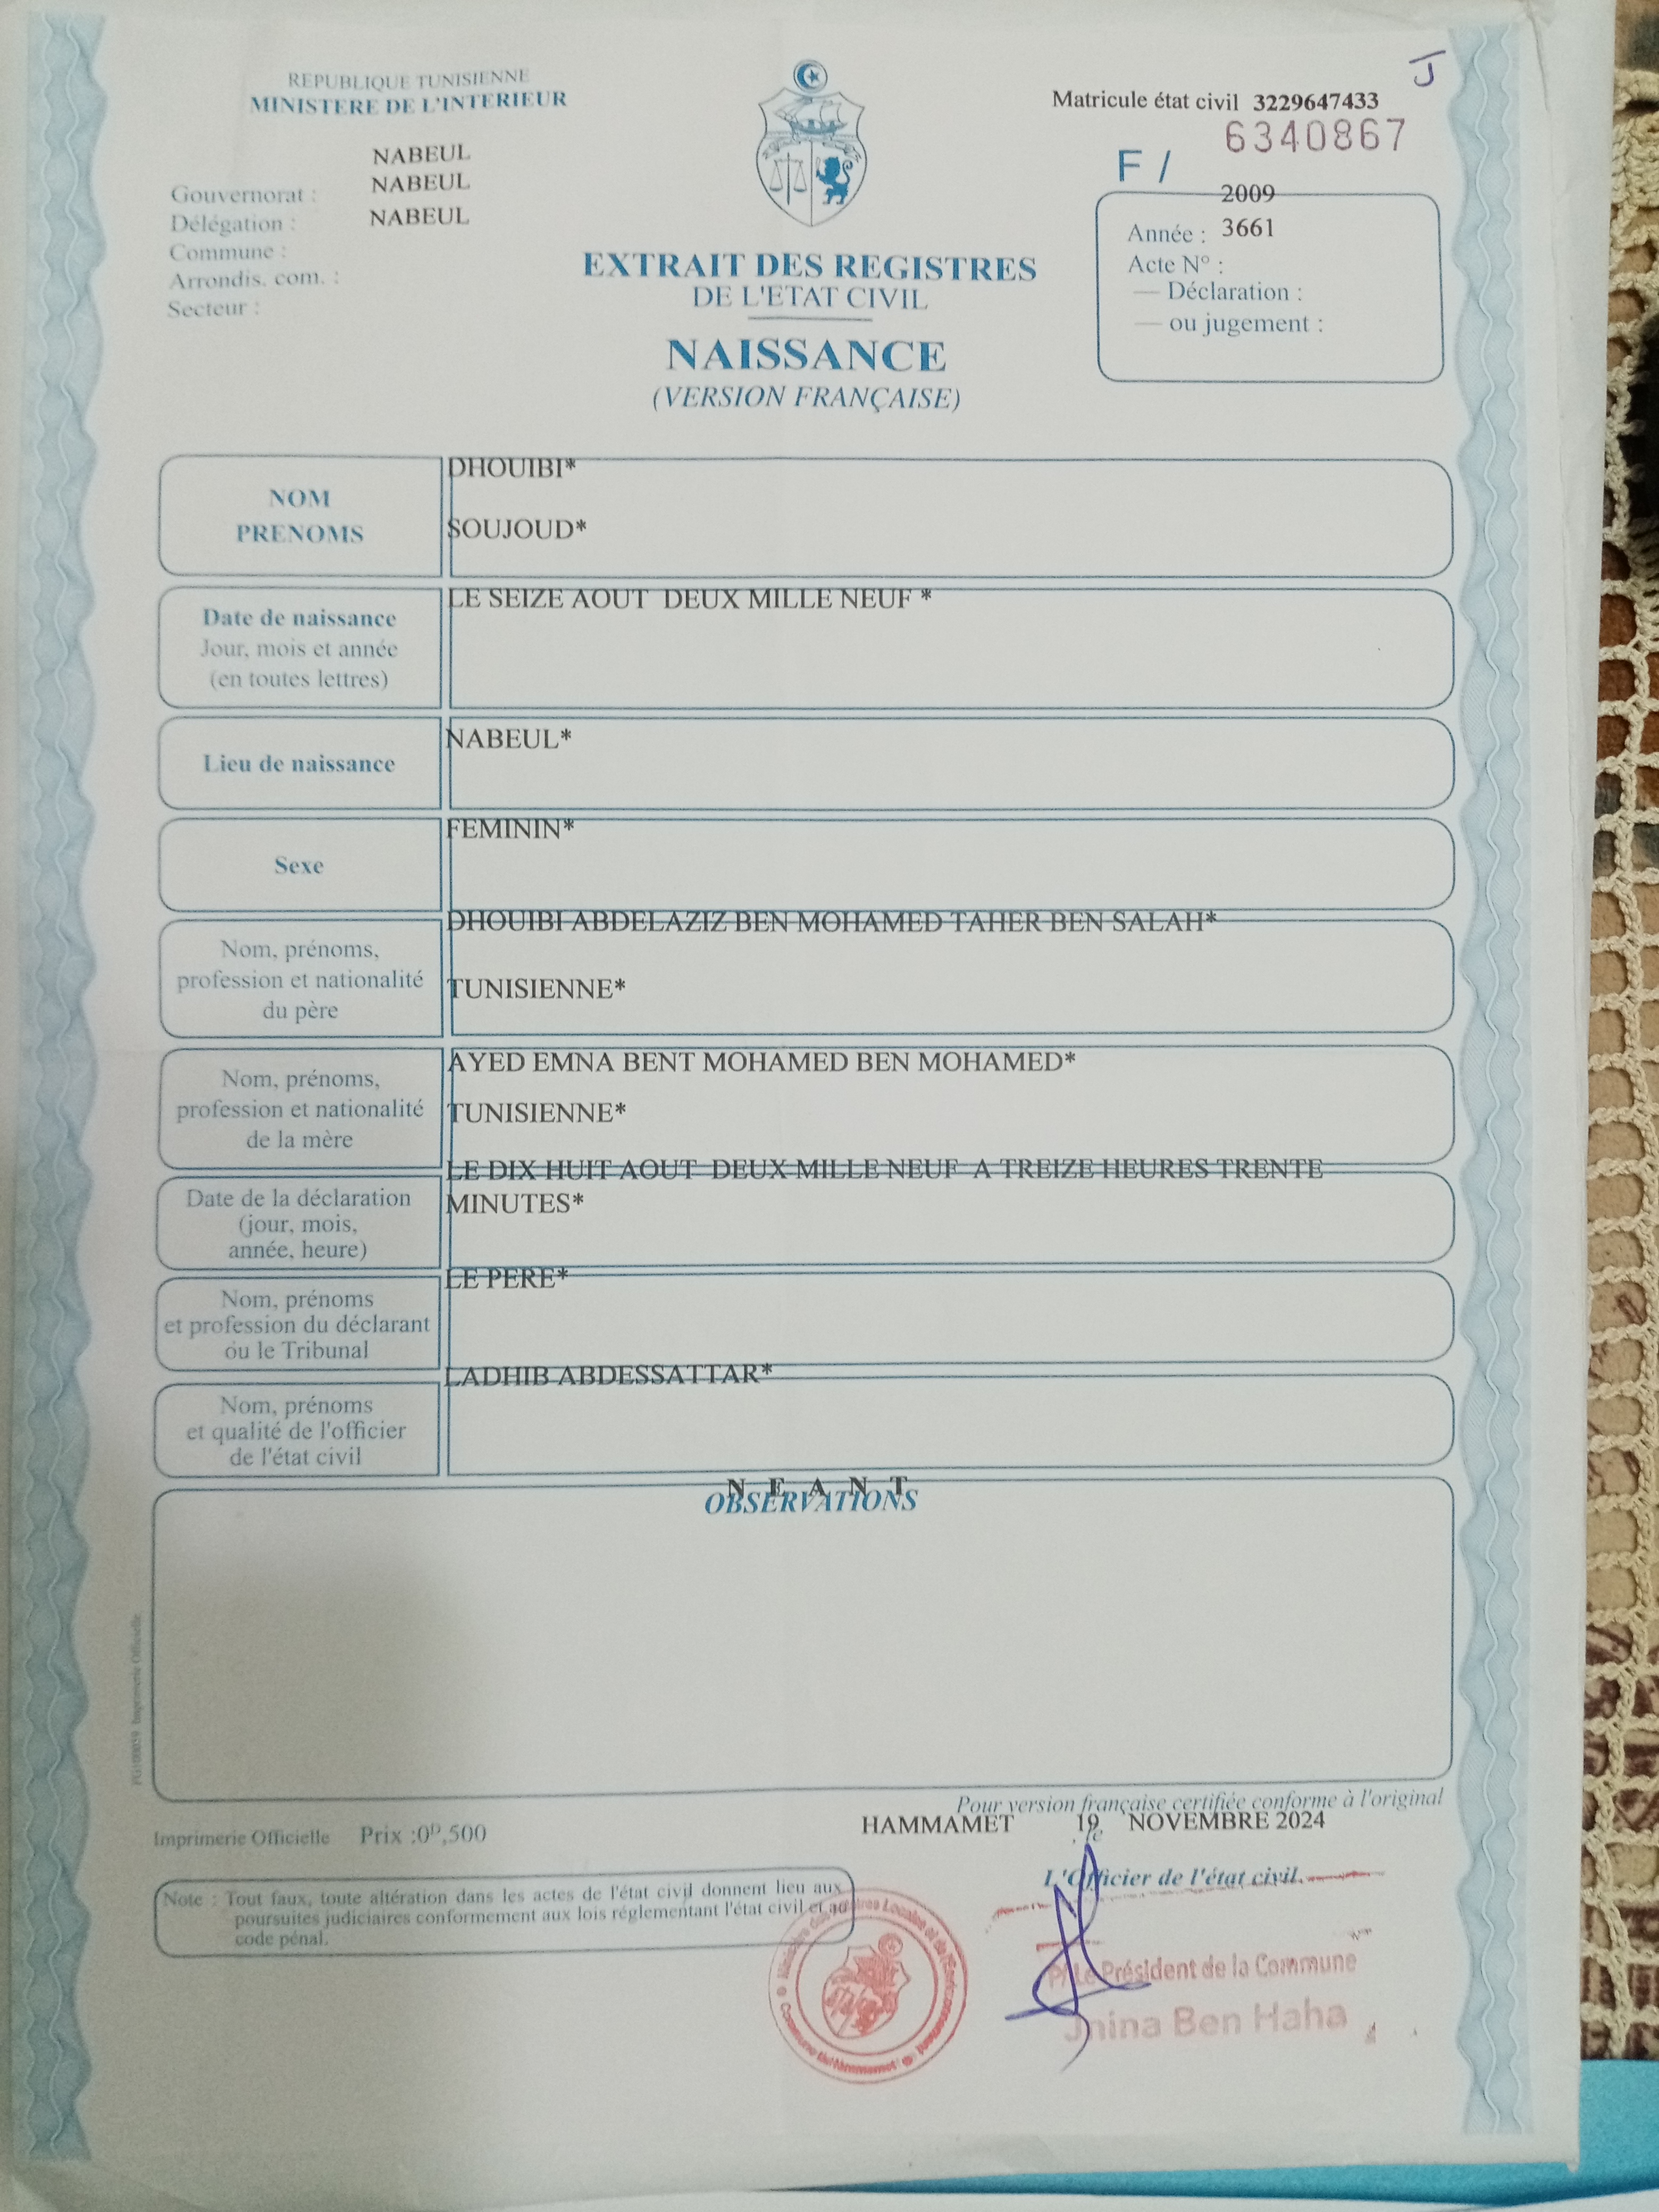 REPUBLIQUE TUNISIENNE
MINISTERE DE L'INTERIEUR
NABEUL
NABEUL
NABEUL
Gouvernorat :
Délégation :
Commune :
Arrondis. com. :
Secteur :
Matricule état civil 3229647433
6340867
F /
2009
Année : 3661
Acte N° :
— Déclaration :
— ou jugement :
EXTRAIT DES REGISTRES
DE L'ETAT CIVIL
NAISSANCE
(VERSION FRANÇAISE)
NOM
PRENOMS
DHOUIBI*
SOUJOUD*
Date de naissance
Jour, mois et année
(en toutes lettres)
LE SEIZE AOUT DEUX MILLE NEUF *
Lieu de naissance
NABEUL*
Sexe
FEMININ*
Nom, prénoms,
profession et nationalité
du père
DHOUIBI ABDELAZIZ BEN MOHAMED TAHER BEN SALAH*
TUNISIENNE*
Nom, prénoms,
profession et nationalité
de la mère
AYED EMNA BENT MOHAMED BEN MOHAMED*
TUNISIENNE*
Date de la déclaration
(jour, mois,
année, heure)
LE DIX HUIT AOUT DEUX MILLE NEUF A TREIZE HEURES TRENTE
MINUTES*
Nom, prénoms
et profession du déclarant
ou le Tribunal
LE PERE*
Nom, prénoms
et qualité de l'officier
de l'état civil
LADHIB ABDESSATTAR*
N E A N T
OBSERVATIONS
Imprimerie Officielle
Pour version française certifiée conforme à l'original
HAMMAMET 19 NOVEMBRE 2024
, le
Imprimerie Officielle Prix :0ᴰ,500
L'Officier de l'état civil.
Note : Tout faux, toute altération dans les actes de l'état civil donnent lieu aux
poursuites judiciaires conformement aux lois réglementant l'état civil et au
code pénal.
P/ Le Président de la Commune
Jnina Ben Haha